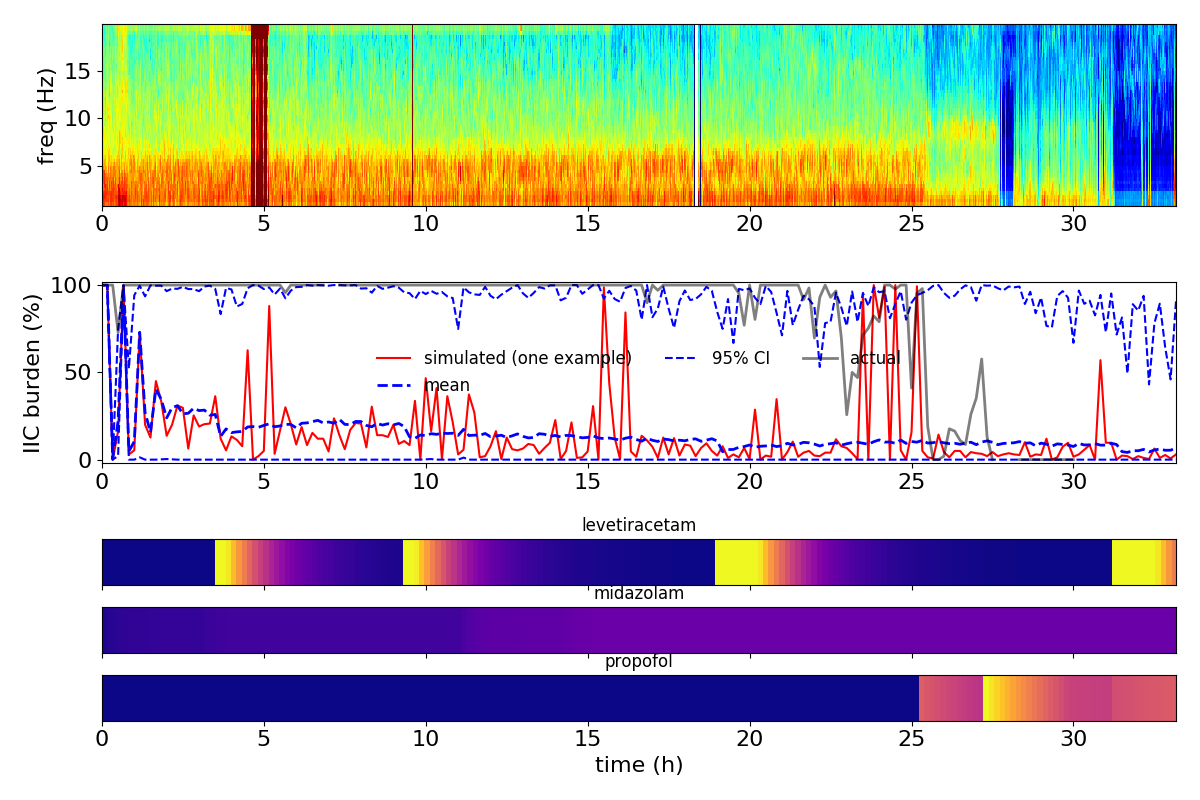 freq (Hz)
15
10
5
0 5 10 15 20 25 30
IIC burden (%)
100
50
0
simulated (one example) 95% CI actual
mean
0 5 10 15 20 25 30
levetiracetam
midazolam
propofol
0 5 10 15 20 25 30
time (h)